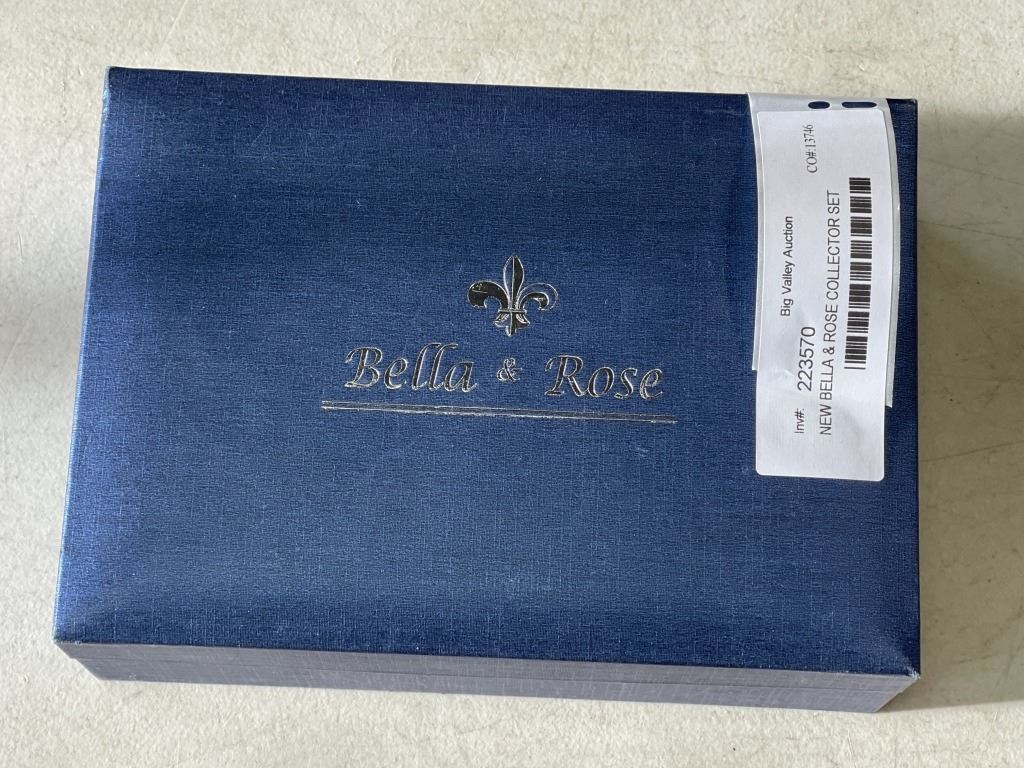 Bella & Rose
Big Valley Auction
CO#:13746
Inv#: 223570
NEW BELLA & ROSE COLLECTOR SET